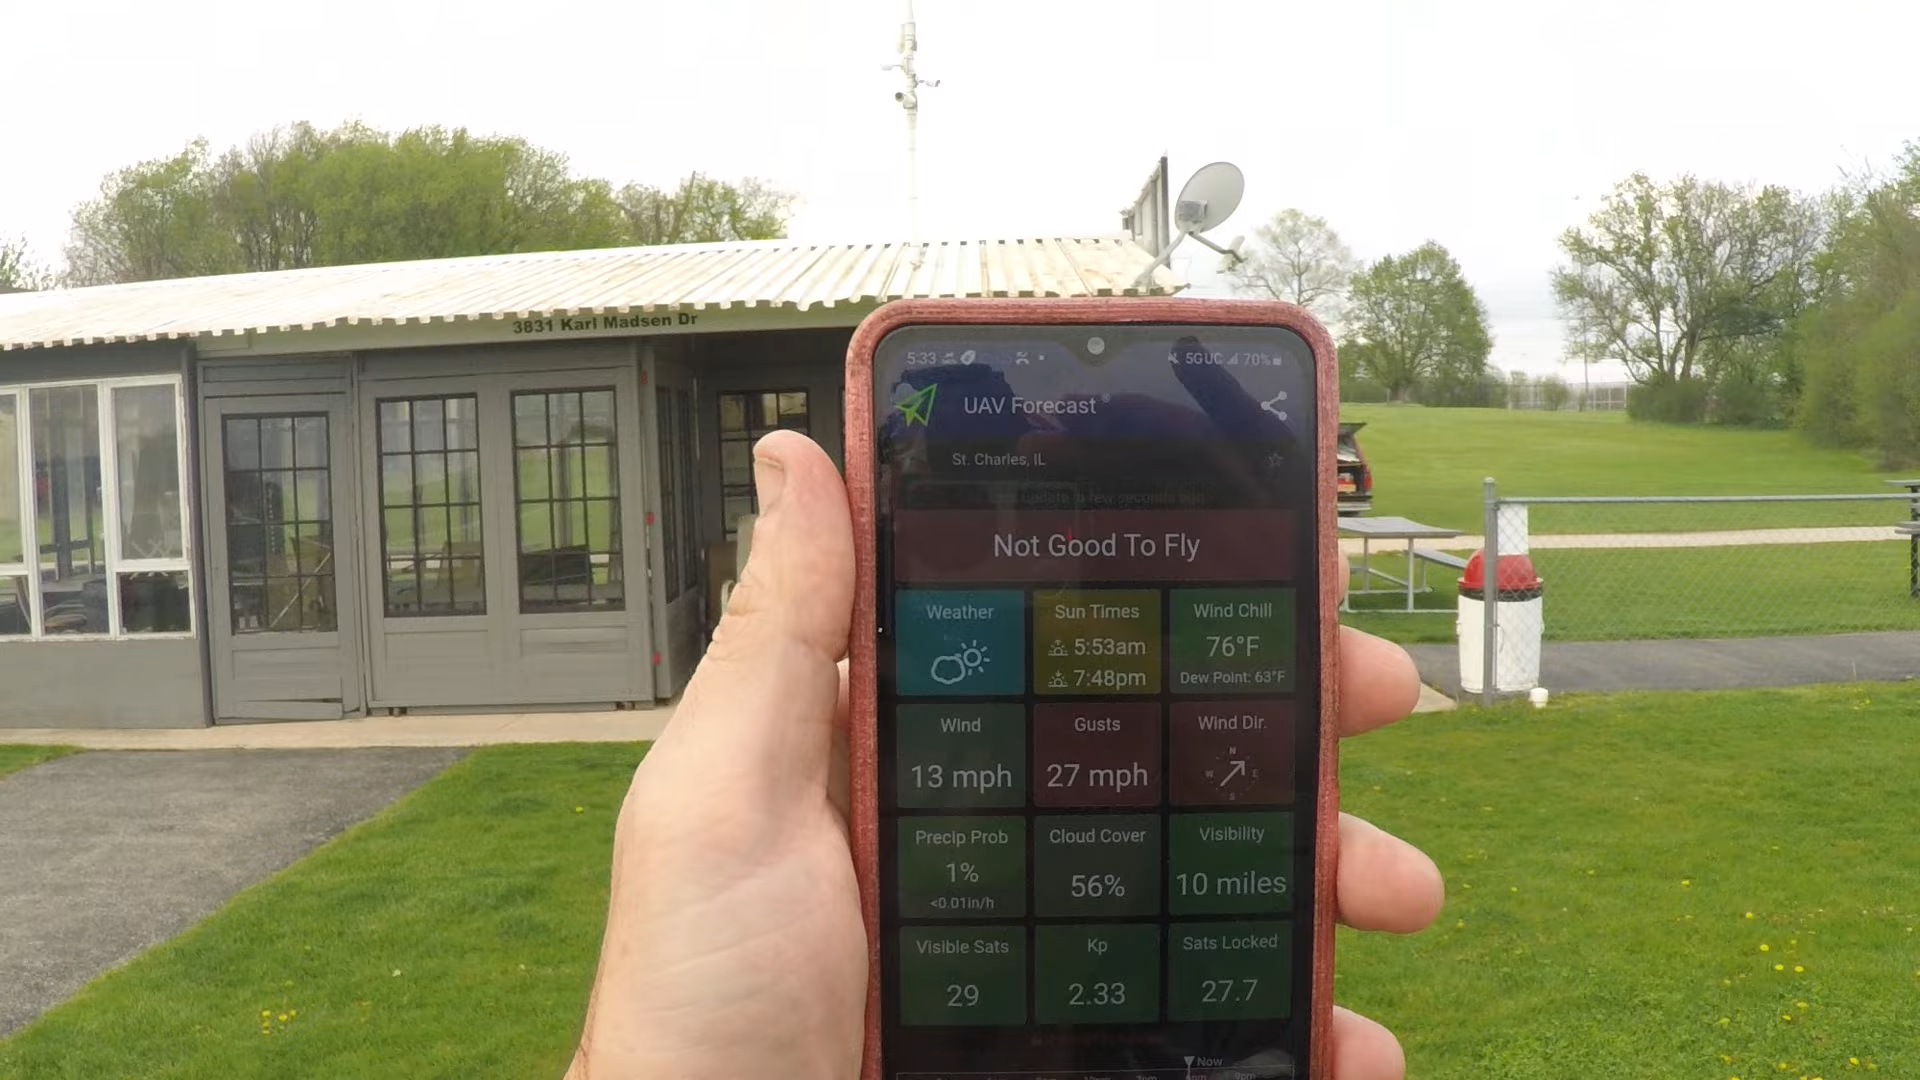 3831 Karl Madsen Dr
5:33
5GUC 70%
UAV Forecast
St. Charles, IL
Not Good To Fly
Weather
Sun Times
5:53am
7:48pm
Wind Chill
76°F
Dew Point: 63°F
Wind
13 mph
Gusts
27 mph
Wind Dir.
N
W E
S
Precip Prob
1%
<0.01in/h
Cloud Cover
56%
Visibility
10 miles
Visible Sats
29
Kp
2.33
Sats Locked
27.7
Now